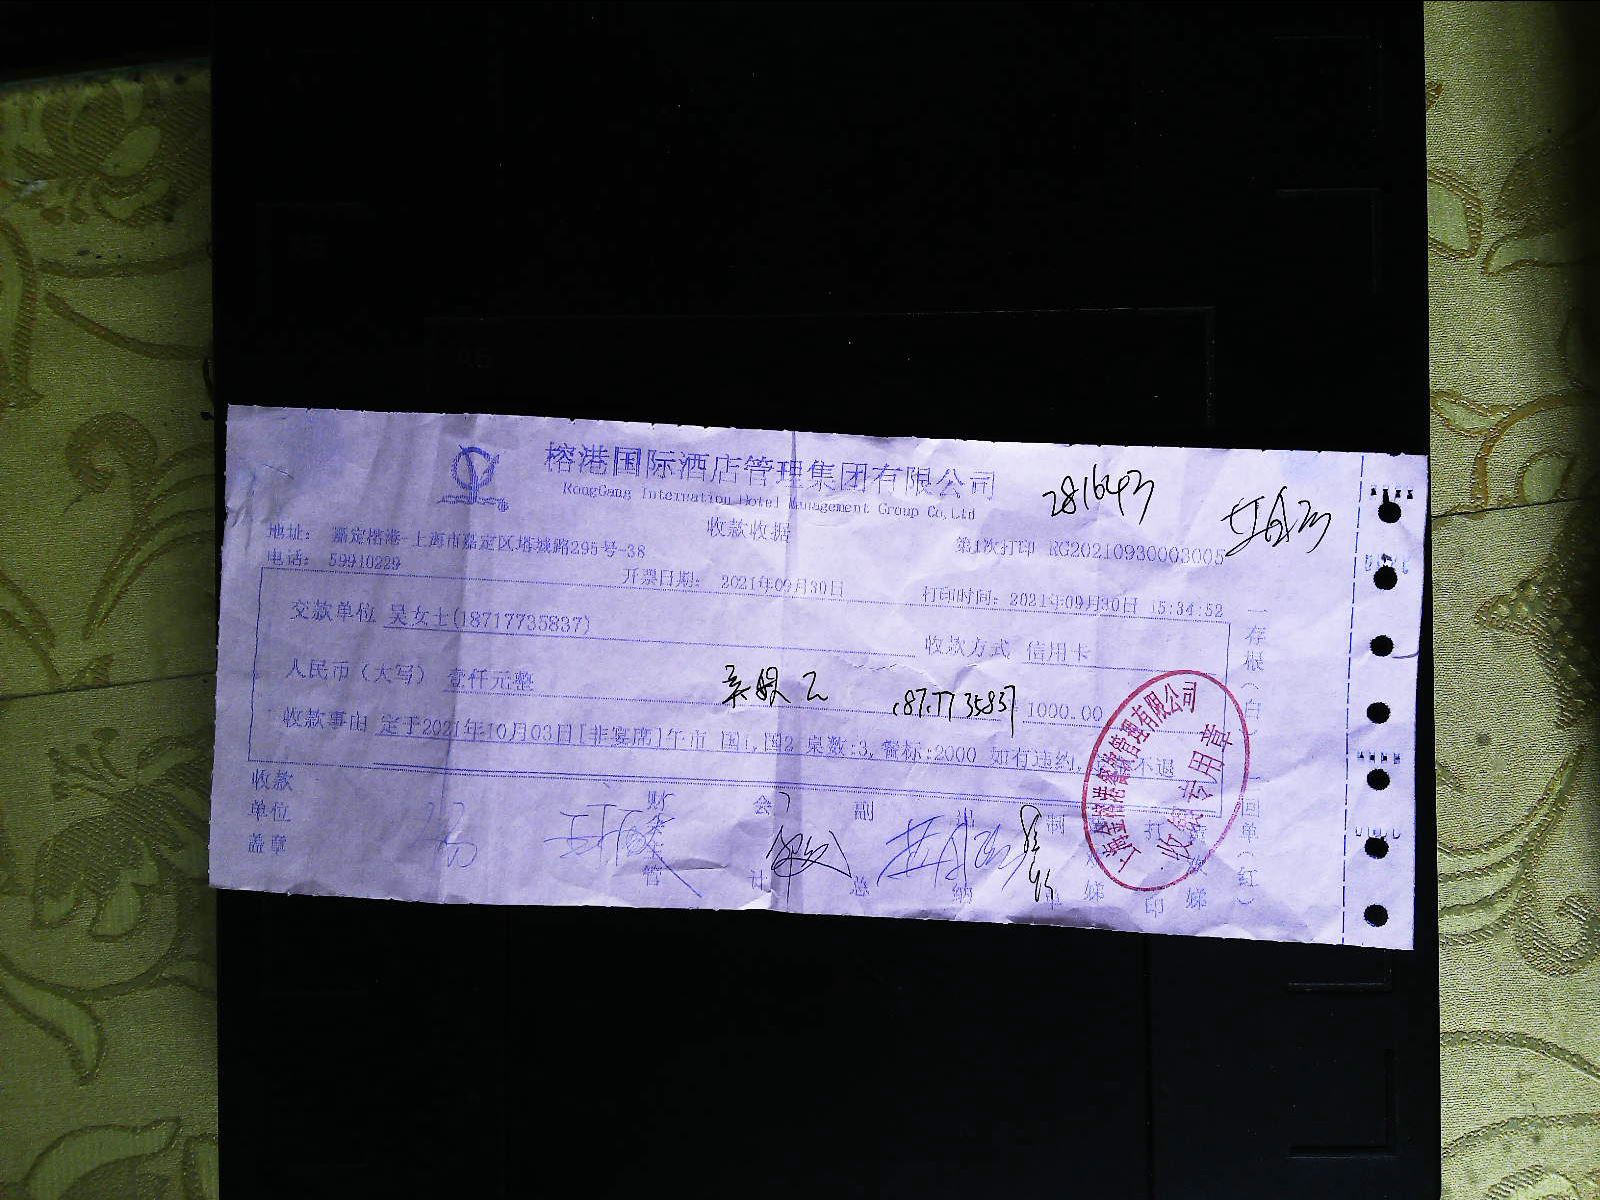 榕港国际酒店管理集团有限公司
RongGang Internation Hotel Management Group Co,Ltd
281643
收款收据
地址： 嘉定榕港-上海市嘉定区塔城路295号-38
第1次打印 RG20210930003005
电话： 59910229
开票日期： 2021年09月30日
打印时间：2021年09月30日 15:34:52
交款单位 吴女士(18717735837)
收款方式 信用卡
人民币（大写） 壹仟元整
18717735837
1000.00
收款事由 定于2021年10月03日[非宴席]午市 国1,国2 桌数:3,餐标:2000 如有违约, 不退
一存根（白）
回单（红）
收款单位盖章
财务主管
会计
副总
出纳
制单
打印
收银专用章